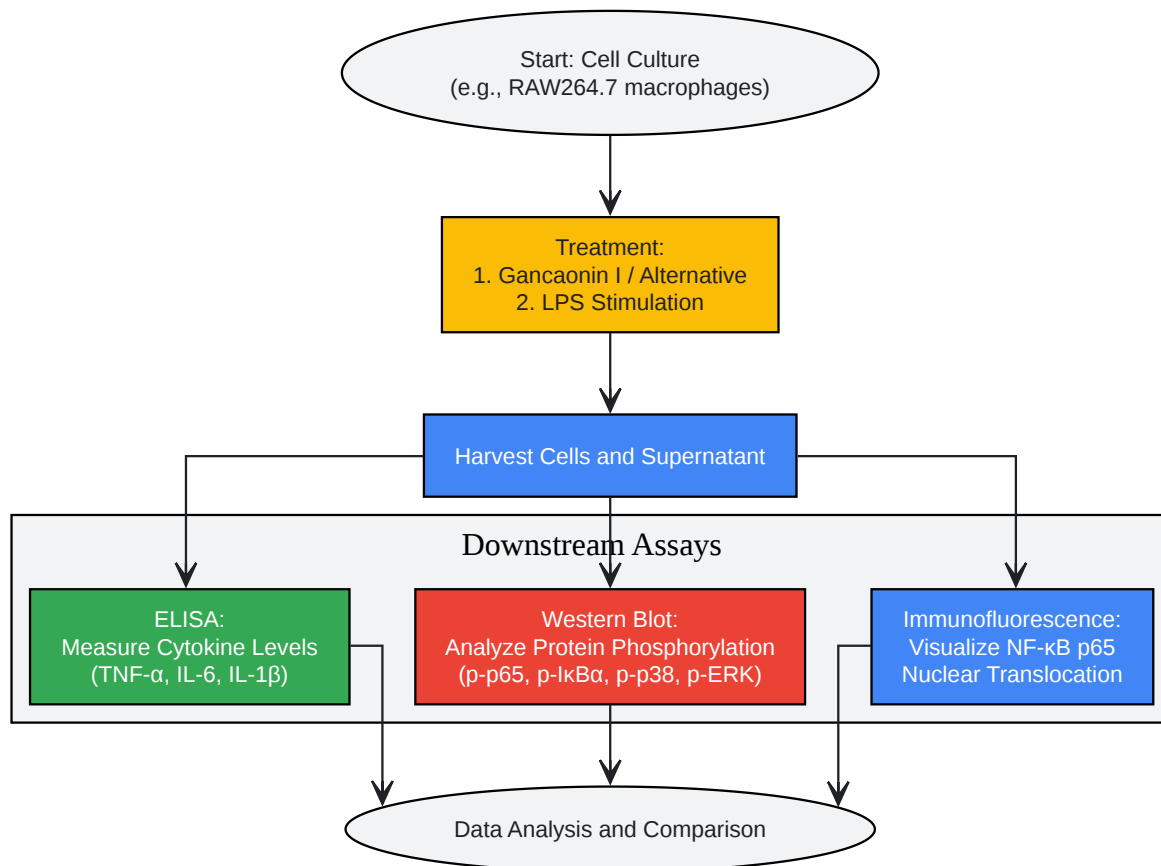 Start: Cell Culture
(e.g., RAW264.7 macrophages)
Treatment:
1. Gancaonin I / Alternative
2. LPS Stimulation
Harvest Cells and Supernatant
Downstream Assays
ELISA:
Measure Cytokine Levels
(TNF-α, IL-6, IL-1β)
Western Blot:
Analyze Protein Phosphorylation
(p-p65, p-IκBα, p-p38, p-ERK)
Immunofluorescence:
Visualize NF-κB p65
Nuclear Translocation
Data Analysis and Comparison